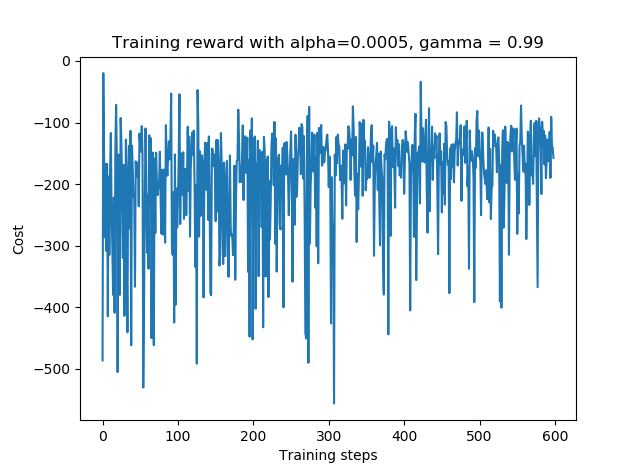 Training reward with alpha=0.0005, gamma = 0.99
0
−100
−200
−300
−400
−500
Cost
0 100 200 300 400 500 600
Training steps